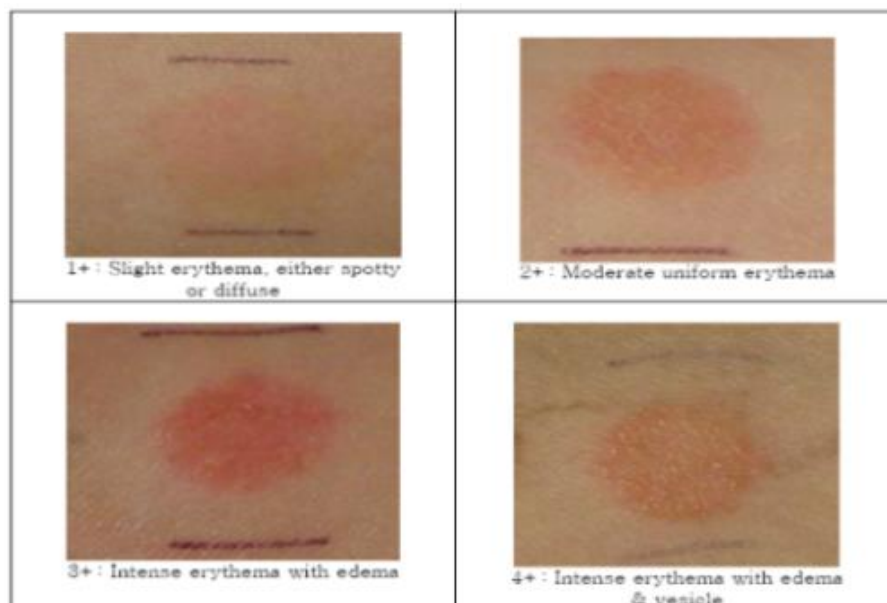 1+ : Slight erythema, either spotty
or diffuse
2+ : Moderate uniform erythema
3+ : Intense erythema with edema
4+ : Intense erythema with edema
& vesicle